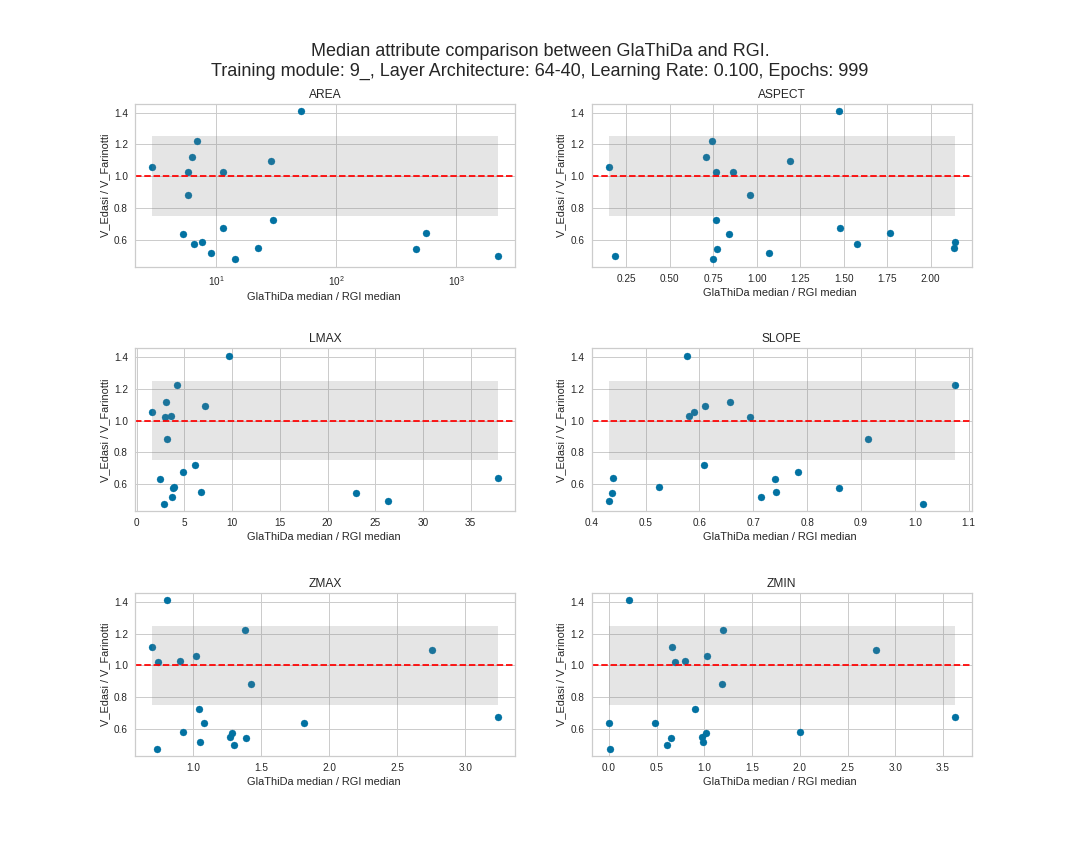 Median attribute comparison between GlaThiDa and RGI.
Training module: 9_, Layer Architecture: 64-40, Learning Rate: 0.100, Epochs: 999
AREA
V_Edasi / V_Farinotti
1.4
1.2
1.0
0.8
0.6
10¹ 10² 10³
GlaThiDa median / RGI median
ASPECT
V_Edasi / V_Farinotti
1.4
1.2
1.0
0.8
0.6
0.25 0.50 0.75 1.00 1.25 1.50 1.75 2.00
GlaThiDa median / RGI median
LMAX
V_Edasi / V_Farinotti
1.4
1.2
1.0
0.8
0.6
0 5 10 15 20 25 30 35
GlaThiDa median / RGI median
SLOPE
V_Edasi / V_Farinotti
1.4
1.2
1.0
0.8
0.6
0.4 0.5 0.6 0.7 0.8 0.9 1.0 1.1
GlaThiDa median / RGI median
ZMAX
V_Edasi / V_Farinotti
1.4
1.2
1.0
0.8
0.6
1.0 1.5 2.0 2.5 3.0
GlaThiDa median / RGI median
ZMIN
V_Edasi / V_Farinotti
1.4
1.2
1.0
0.8
0.6
0.0 0.5 1.0 1.5 2.0 2.5 3.0 3.5
GlaThiDa median / RGI median